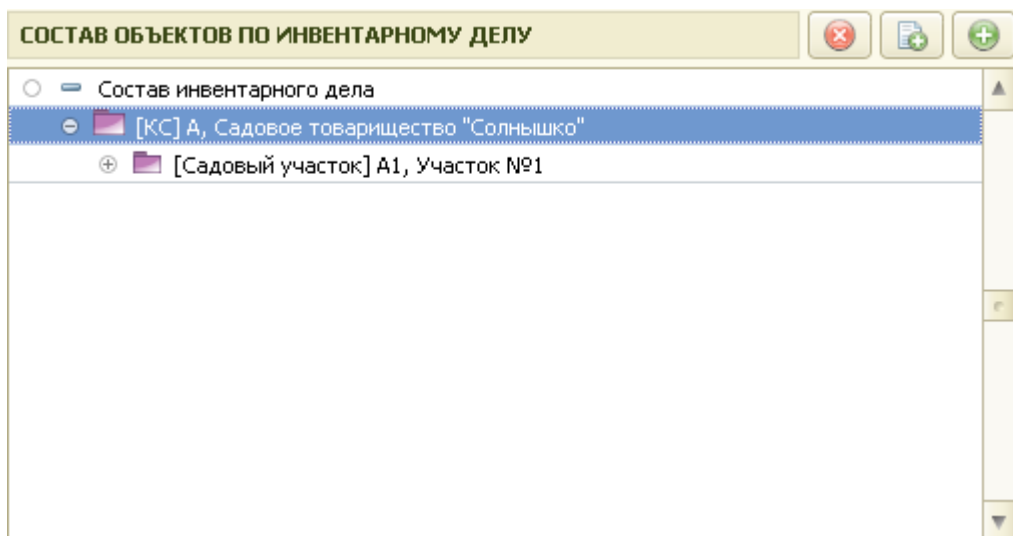 СОСТАВ ОБЪЕКТОВ ПО ИНВЕНТАРНОМУ ДЕЛУ
Состав инвентарного дела
[КС] А, Садовое товарищество "Солнышко"
[Садовый участок] А1, Участок №1